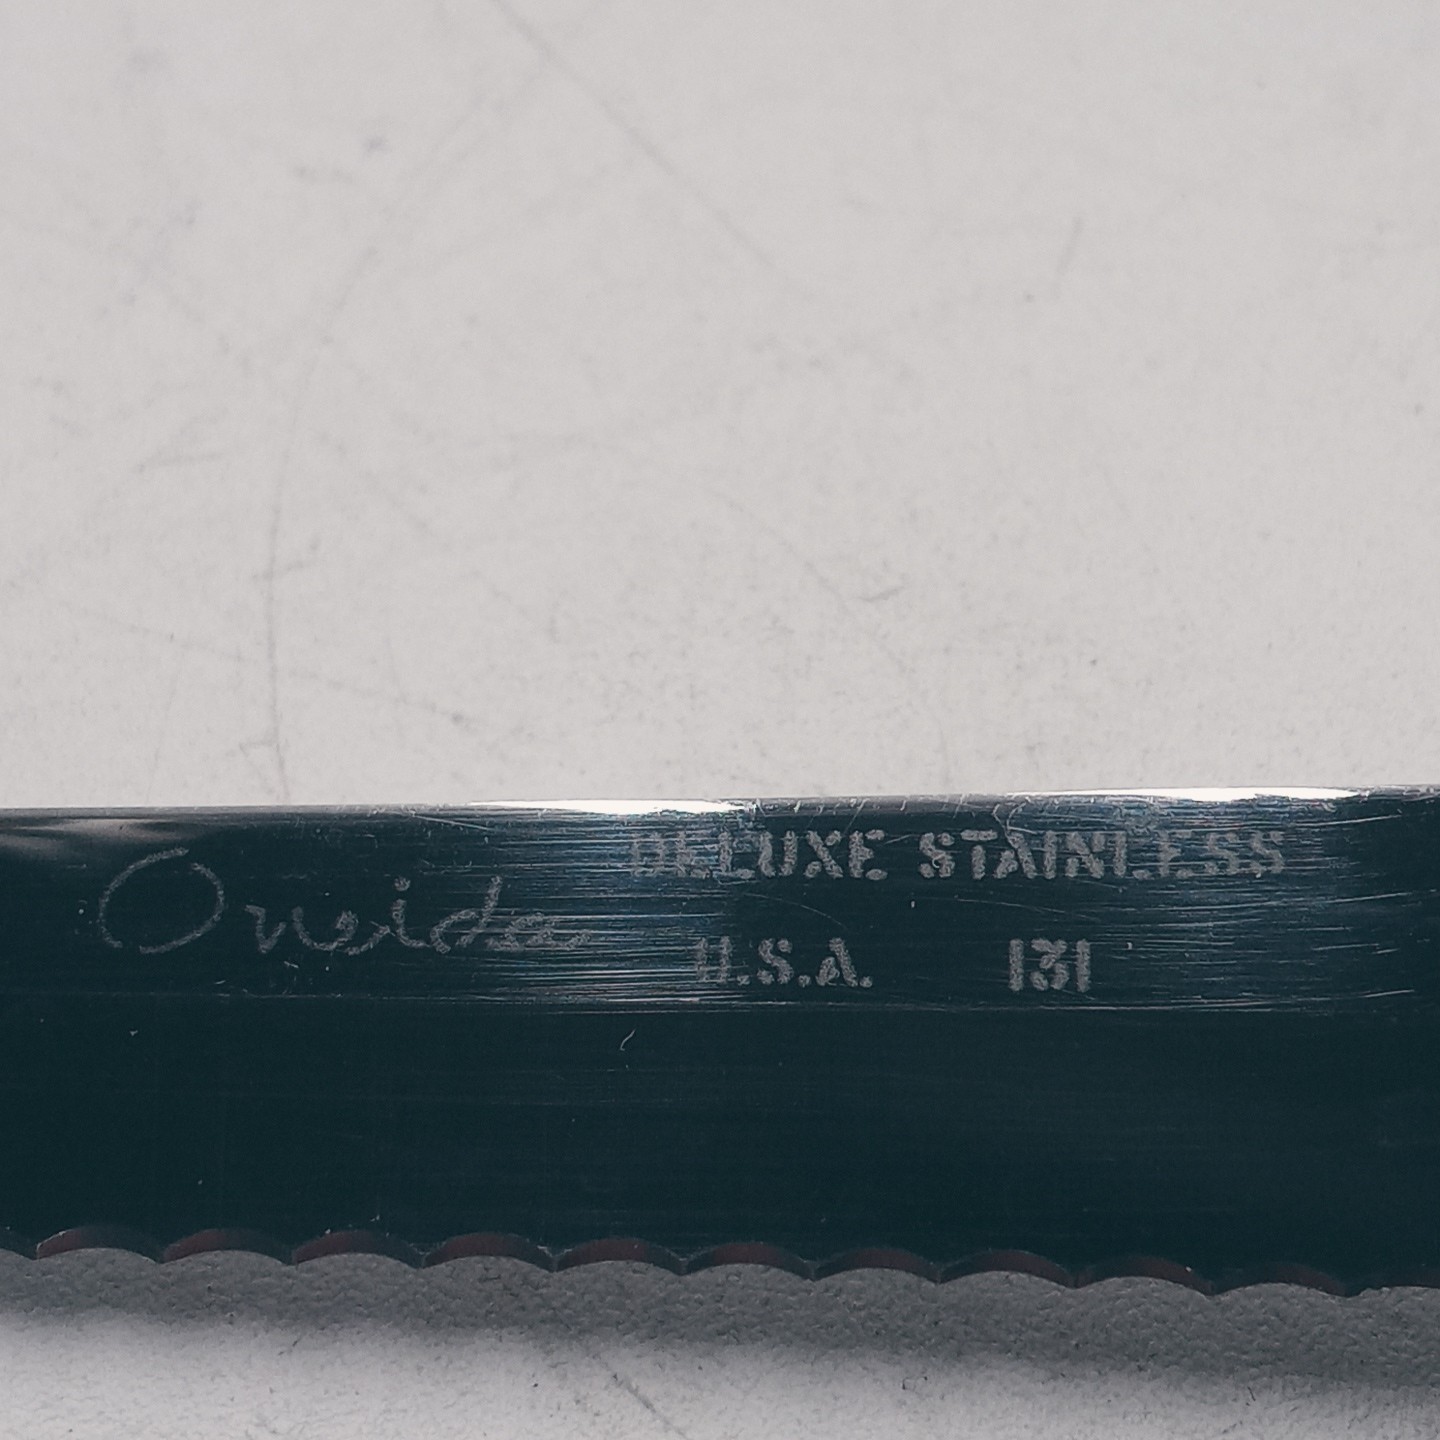 Oneida
DELUXE STAINLESS
U.S.A. 131